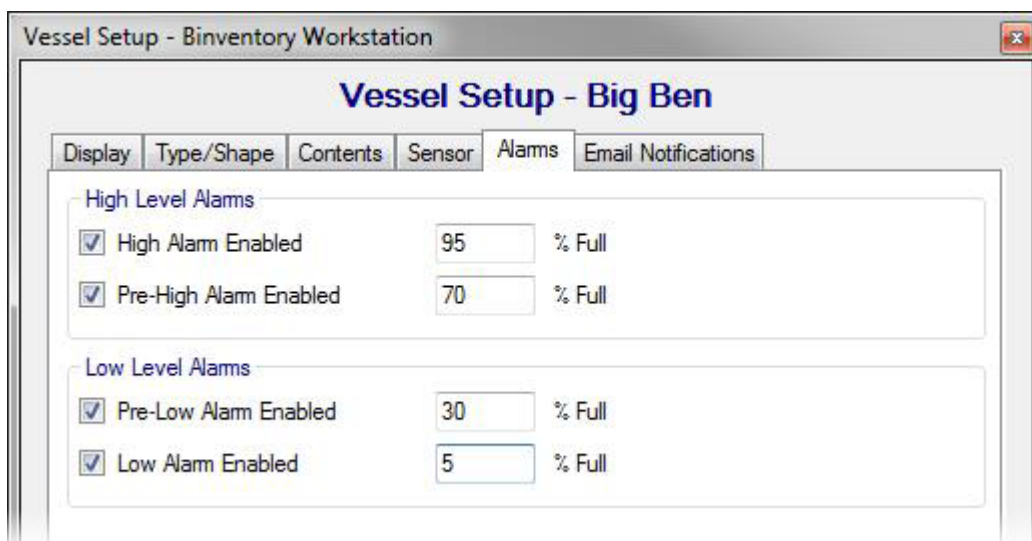 Vessel Setup - Binventory Workstation
Vessel Setup - Big Ben
Display Type/Shape Contents Sensor Alarms Email Notifications
High Level Alarms
High Alarm Enabled 95 % Full
Pre-High Alarm Enabled 70 % Full
Low Level Alarms
Pre-Low Alarm Enabled 30 % Full
Low Alarm Enabled 5 % Full